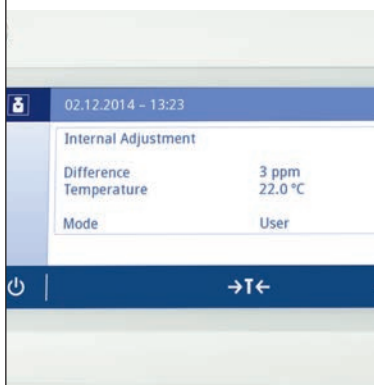 02.12.2014 – 13:23
Internal Adjustment
Difference 3 ppm
Temperature 22.0 °C
Mode User
→T←